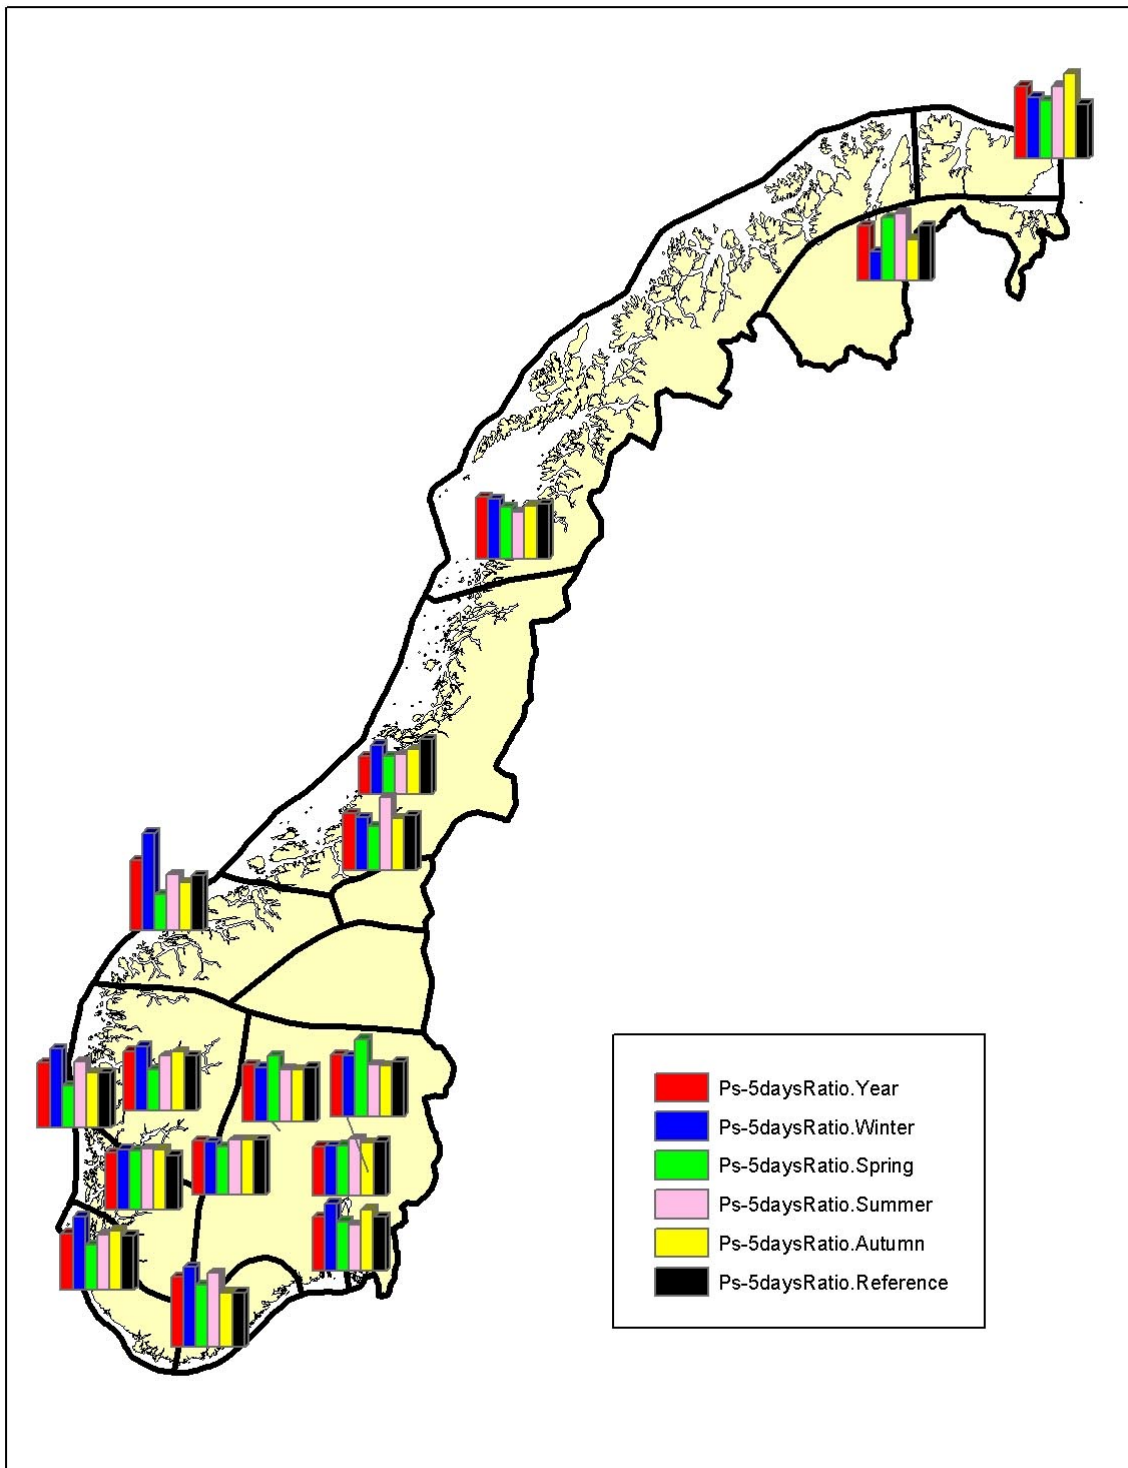 Ps-5daysRatio.Year
Ps-5daysRatio.Winter
Ps-5daysRatio.Spring
Ps-5daysRatio.Summer
Ps-5daysRatio.Autumn
Ps-5daysRatio.Reference